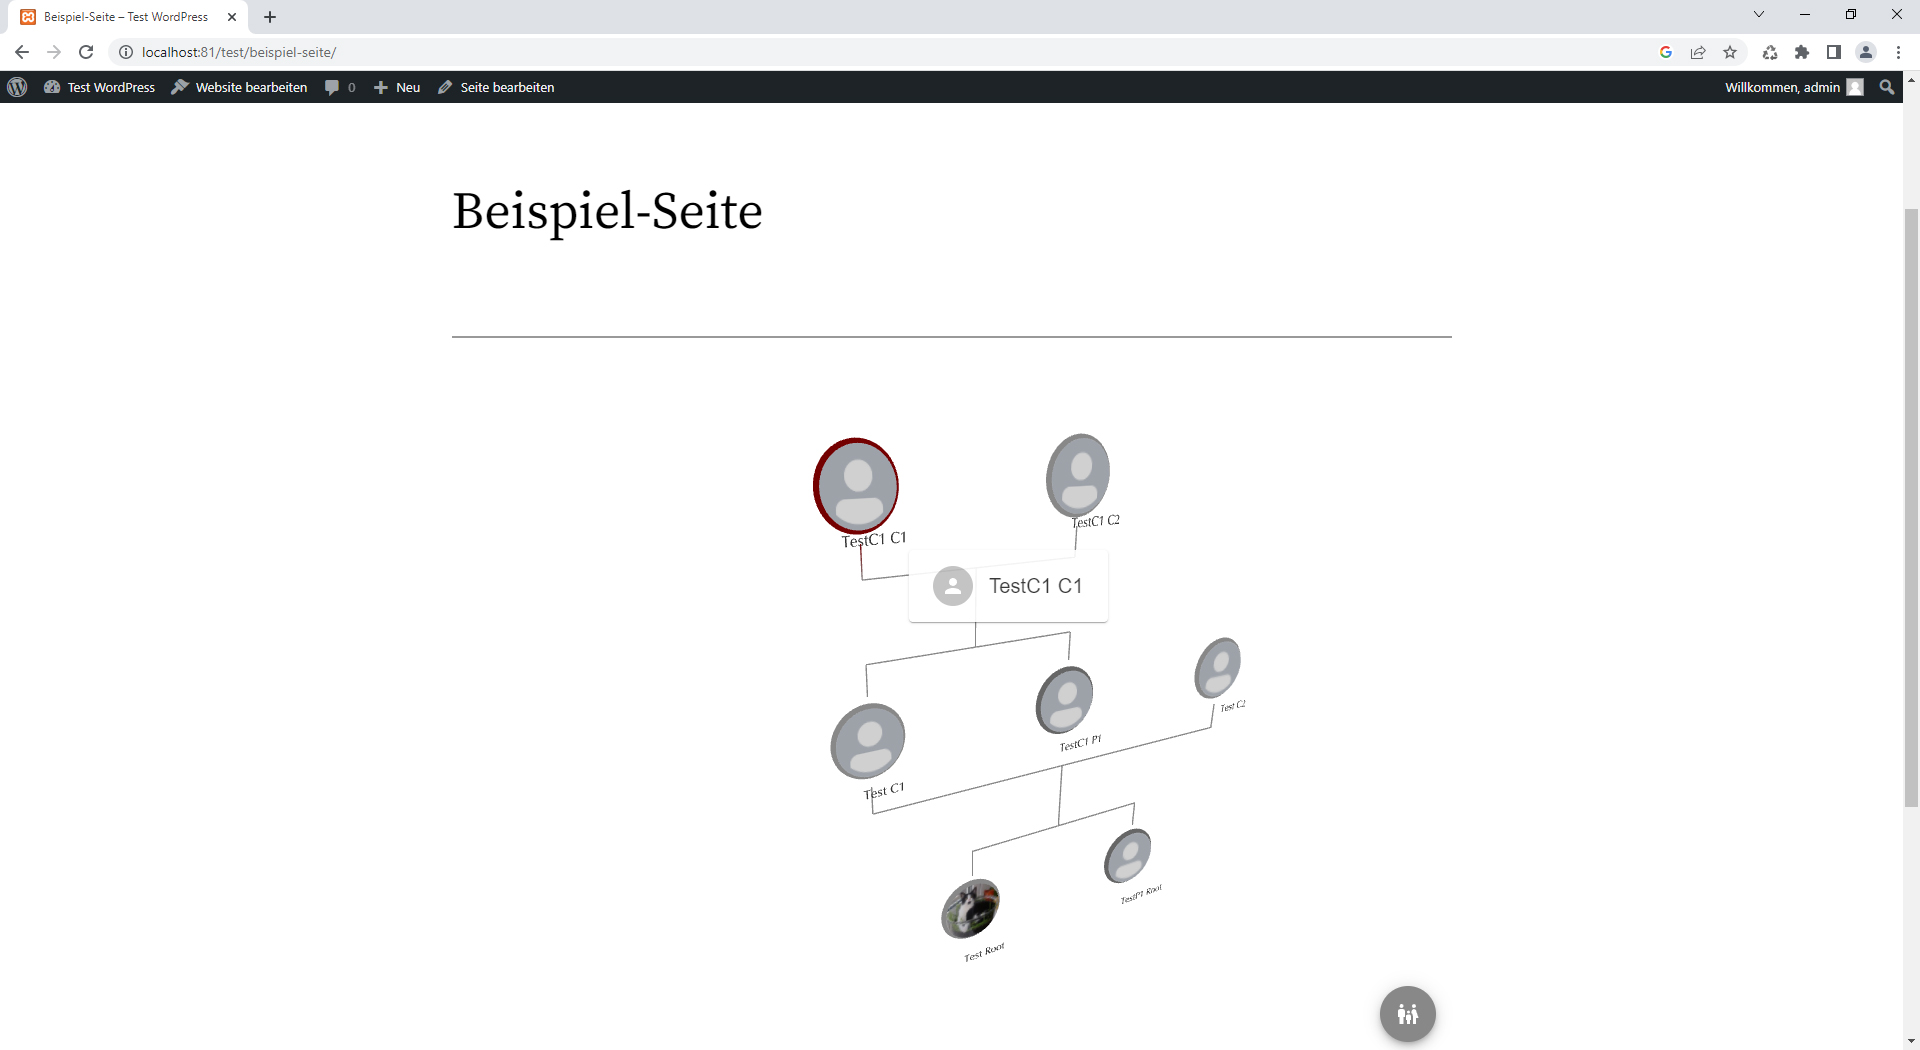 Beispiel-Seite – Test WordPress
localhost:81/test/beispiel-seite/
Test WordPress Website bearbeiten 0 Neu Seite bearbeiten Willkommen, admin
Beispiel-Seite
TestC1 C1
TestC1 C2
TestC1 C1
Test C2
TestC1 P1
Test C1
TestP1 Root
Test Root